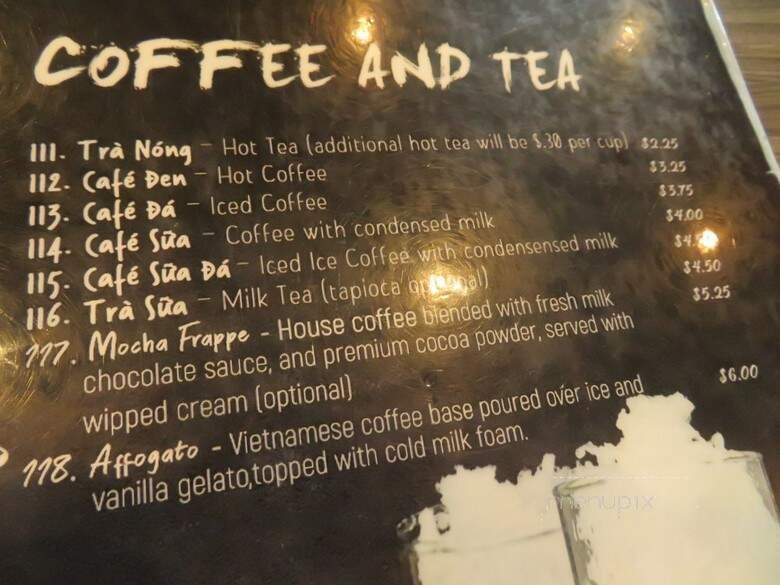 COFFEE AND TEA
111. Trà Nóng - Hot Tea (additional hot tea will be $.30 per cup) $2.25
112. Café Đen - Hot Coffee $3.25
113. Café Đá - Iced Coffee $3.75
114. Café Sữa - Coffee with condensed milk $4.00
115. Café Sữa Đá - Iced Ice Coffee with condensensed milk
116. Trà Sữa - Milk Tea (tapioca optional) $4.50
117. Mocha Frappe - House coffee blended with fresh milk $5.25
chocolate sauce, and premium cocoa powder, served with
wipped cream (optional)
118. Affogato - Vietnamese coffee base poured over ice and $6.00
vanilla gelato,topped with cold milk foam.
menupix